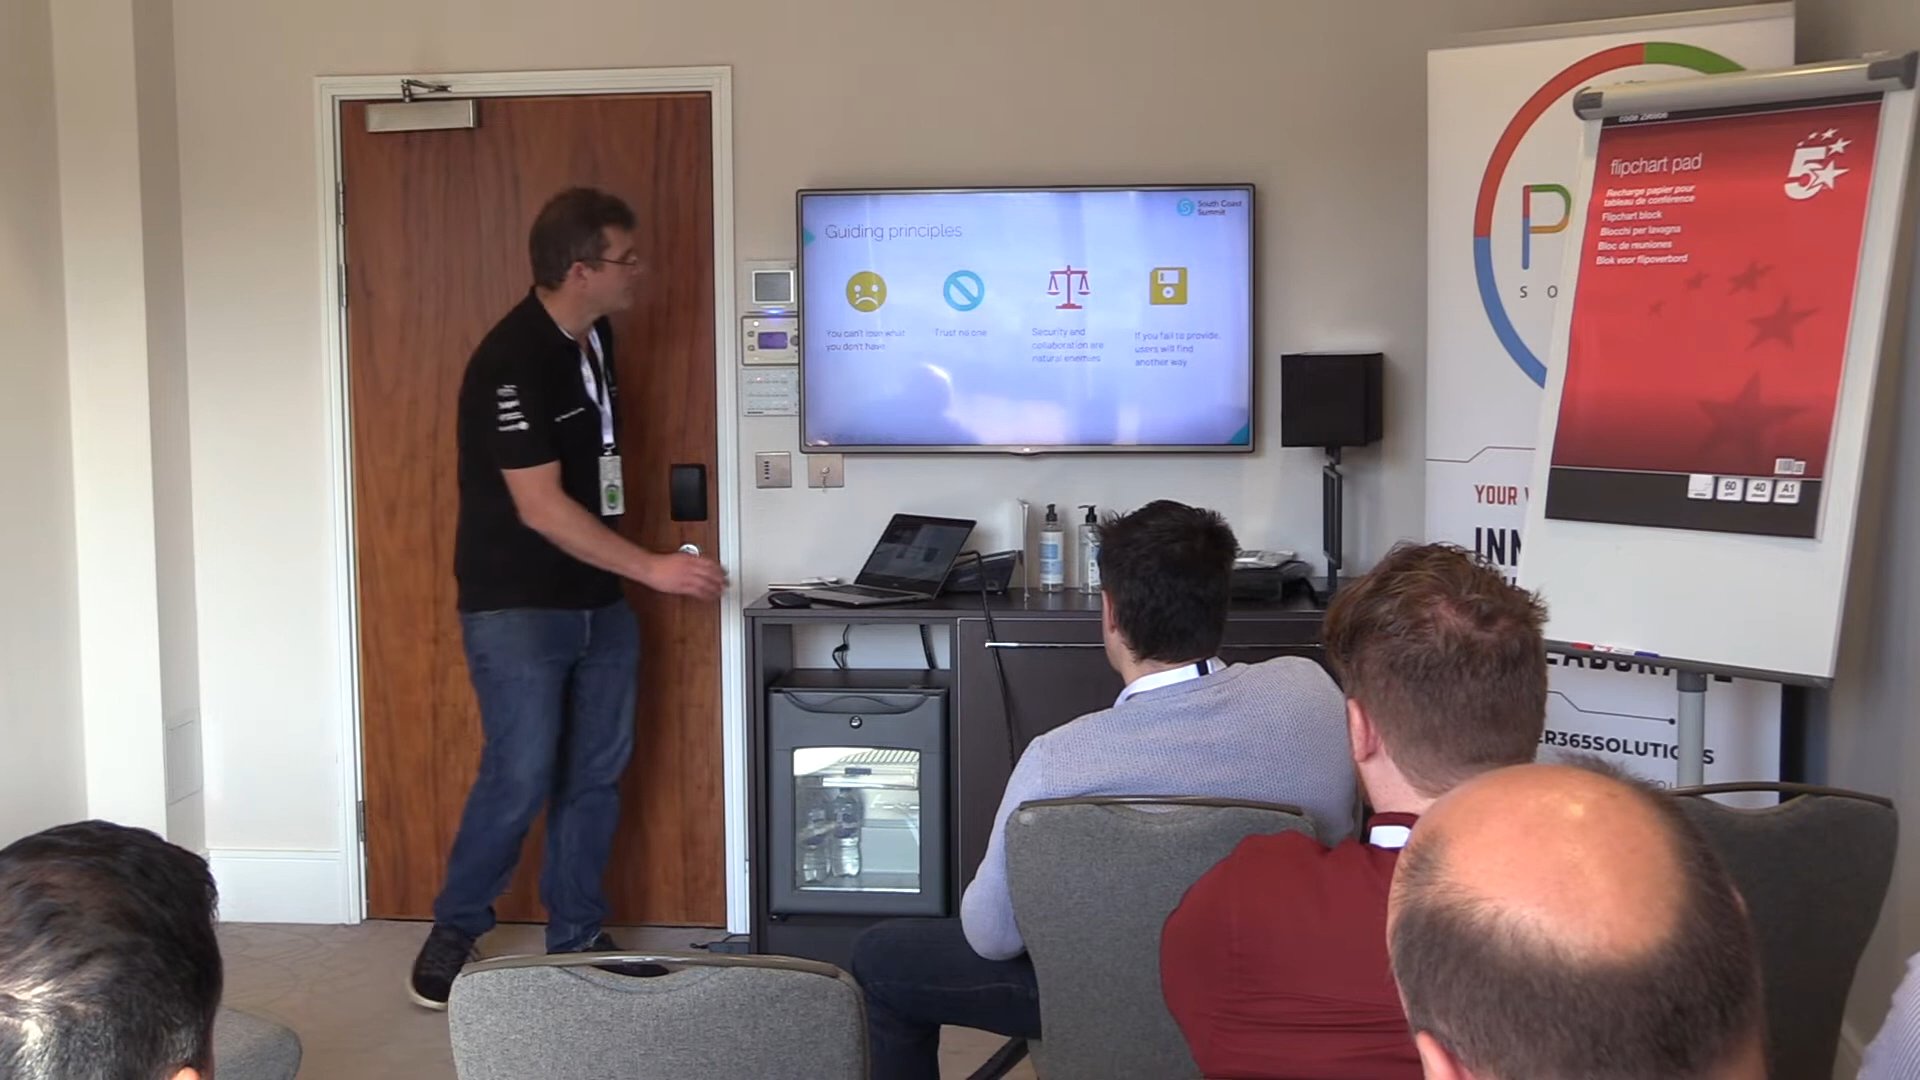 South Coast
Summit
Guiding principles
You can't lose what
you don't have
Trust no one
Security and
collaboration are
natural enemies
If you fail to provide,
users will find
another way
flipchart pad
5
Recharge papier pour
tableau de conférence
Flipchart block
Blocchi per lavagna
Bloc de reuniones
Blok voor flipoverbord
60
40
A1
P
S O
YOUR
INN
ER365SOLUTIONS